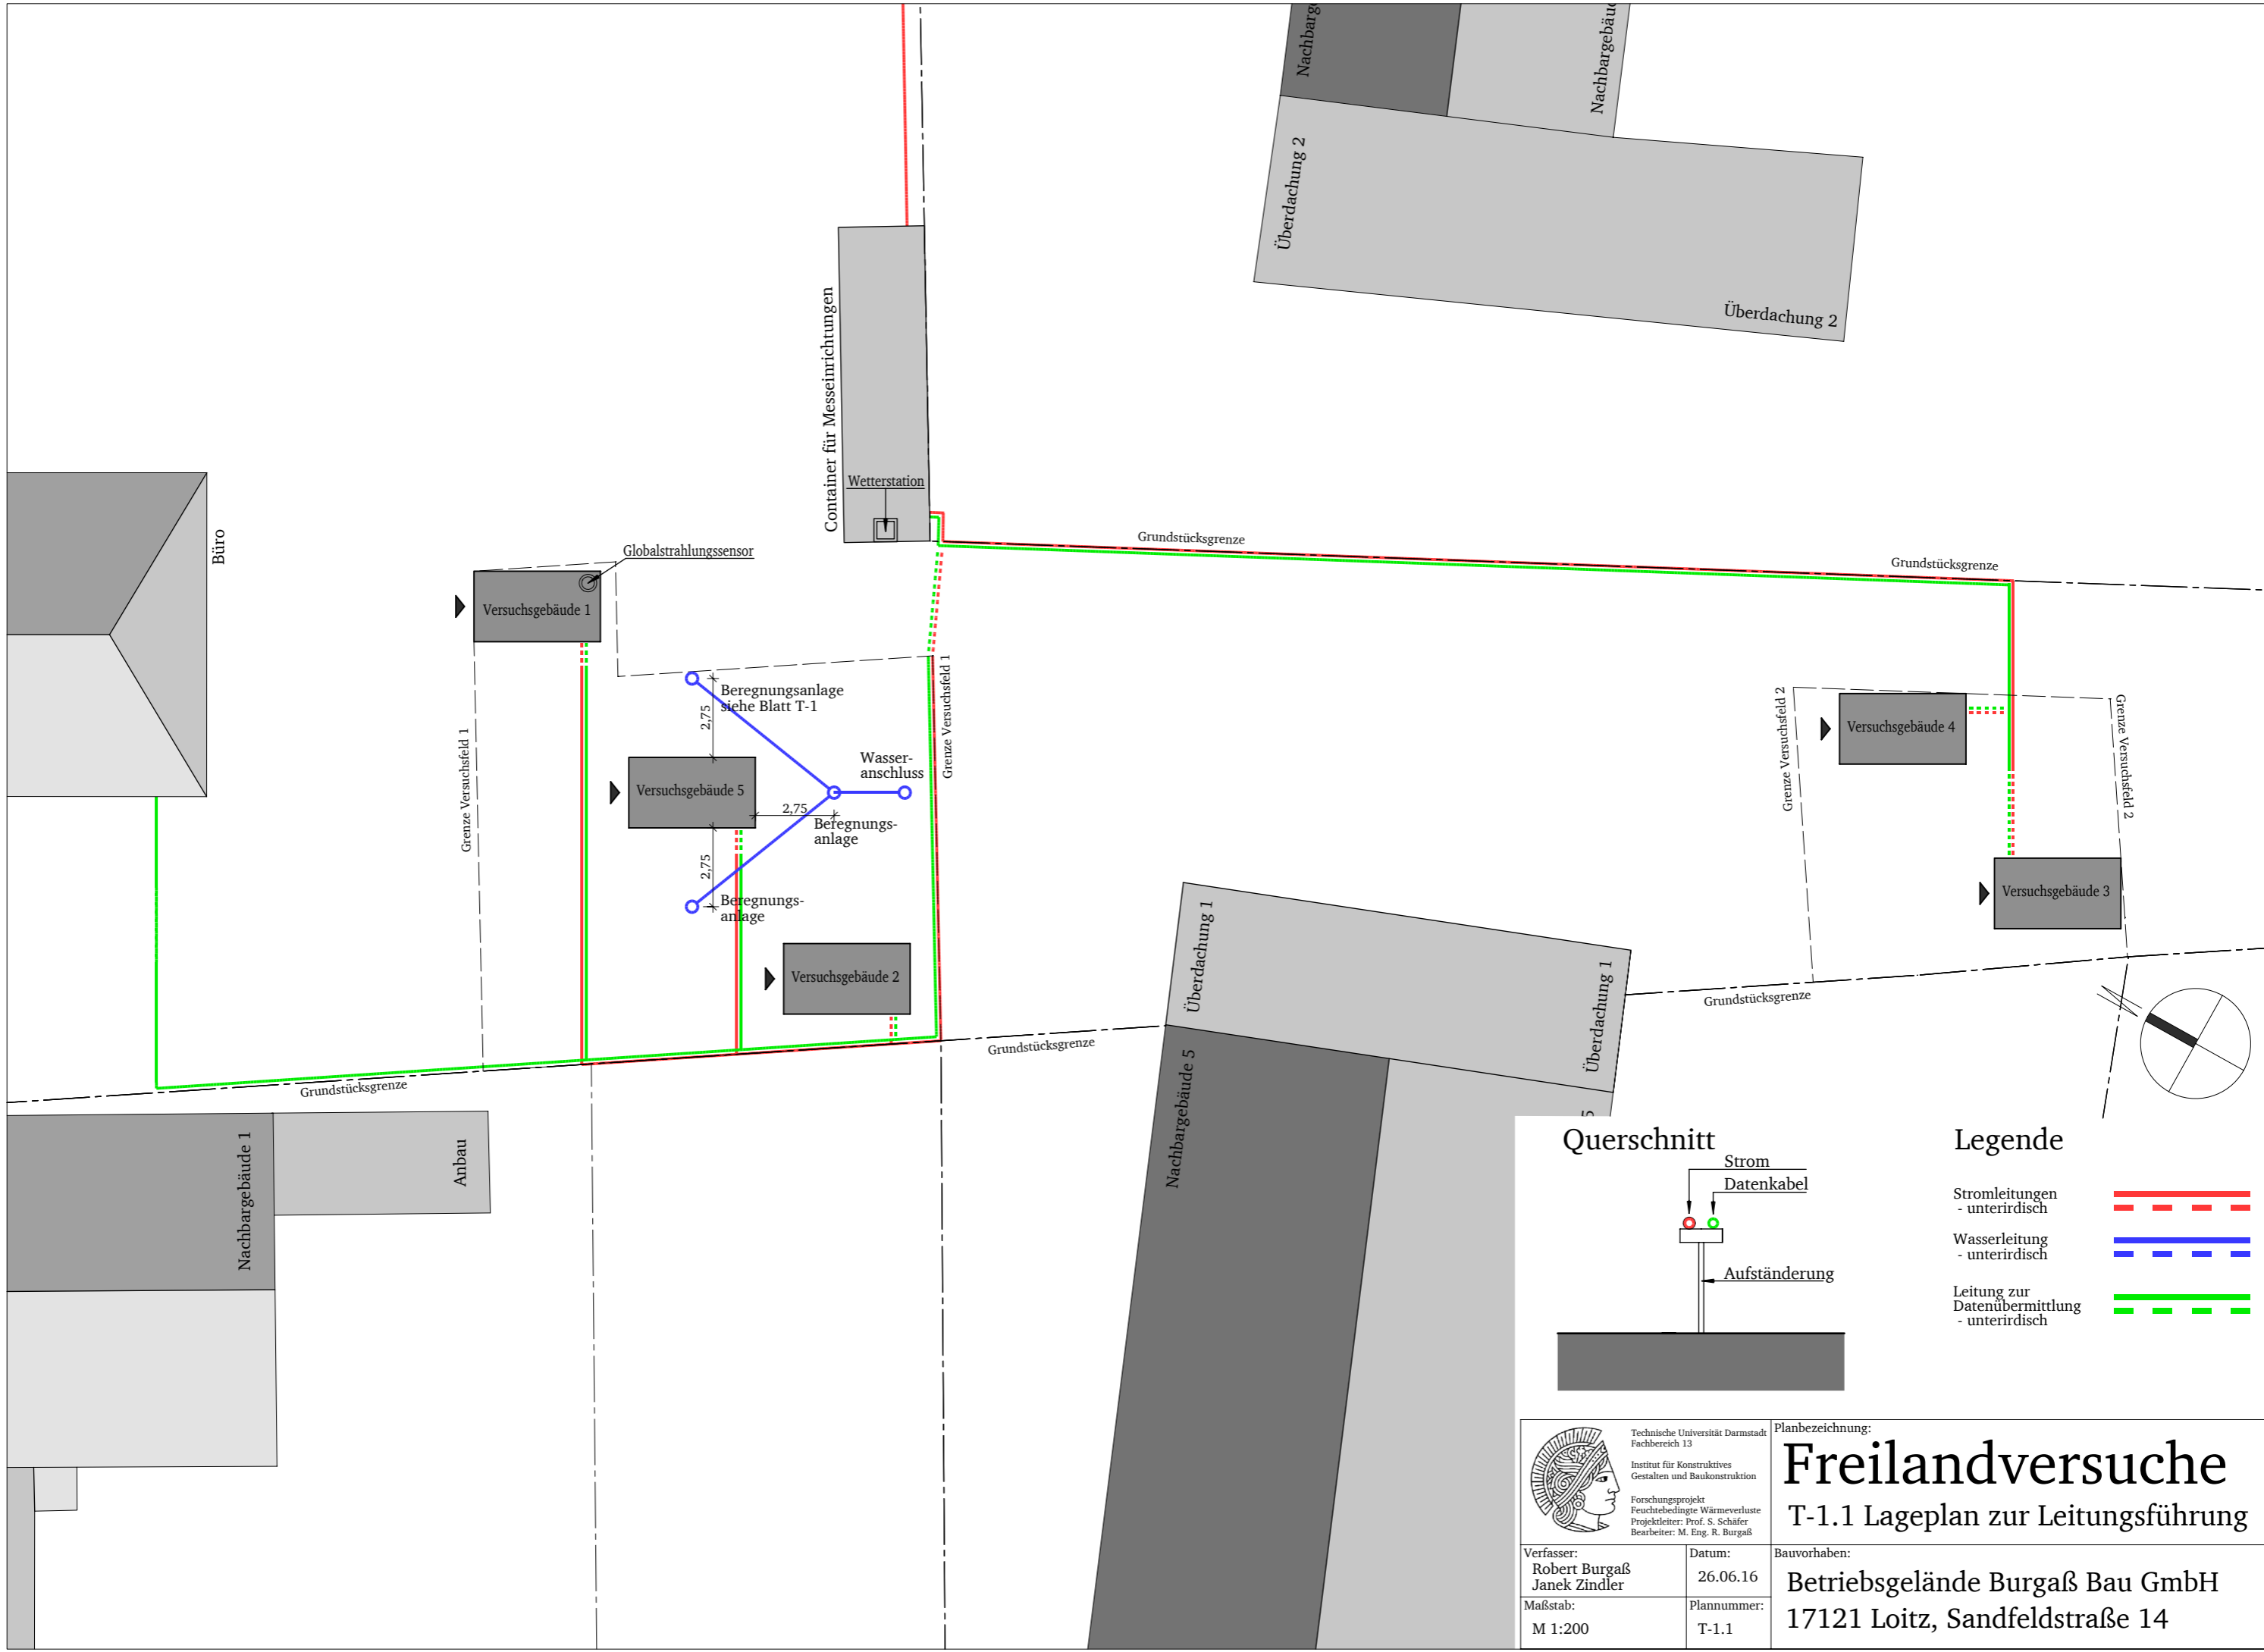 Nachbarg
Nachbargebäud
Überdachung 2
Überdachung 2
Container für Messeinrichtungen
Wetterstation
Büro
Globalstrahlungssensor
Grundstücksgrenze
Grundstücksgrenze
Versuchsgebäude 1
Beregnungsanlage
siehe Blatt T-1
2,75
Grenze Versuchsfeld 1
Grenze Versuchsfeld 1
Wasser-
anschluss
Versuchsgebäude 5
2,75
Beregnungs-
anlage
2,75
Beregnungs-
anlage
Grenze Versuchsfeld 2
Versuchsgebäude 4
Grenze Versuchsfeld 2
Versuchsgebäude 3
Versuchsgebäude 2
Überdachung 1
Überdachung 1
Grundstücksgrenze
Grundstücksgrenze
Grundstücksgrenze
Nachbargebäude 1
Anbau
Nachbargebäude 5
5
Querschnitt
Strom
Datenkabel
Aufständerung
Legende
Stromleitungen
- unterirdisch
Wasserleitung
- unterirdisch
Leitung zur
Datenübermittlung
- unterirdisch
Technische Universität Darmstadt
Fachbereich 13
Institut für Konstruktives
Gestalten und Baukonstruktion
Forschungsprojekt
Feuchtebedingte Wärmeverluste
Projektleiter: Prof. S. Schäfer
Bearbeiter: M. Eng. R. Burgaß
Planbezeichnung:
Freilandversuche
T-1.1 Lageplan zur Leitungsführung
Verfasser:
Robert Burgaß
Janek Zindler
Datum:
26.06.16
Maßstab:
M 1:200
Plannummer:
T-1.1
Bauvorhaben:
Betriebsgelände Burgaß Bau GmbH
17121 Loitz, Sandfeldstraße 14